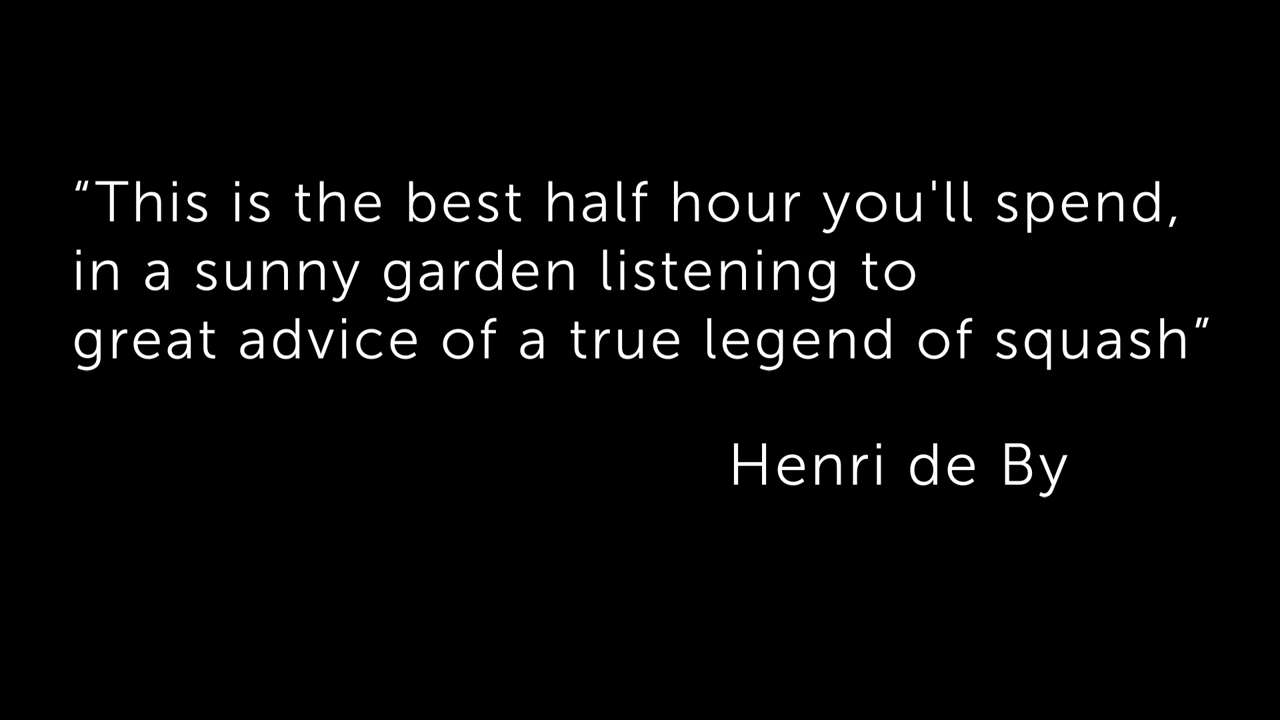 “This is the best half hour you'll spend,
in a sunny garden listening to
great advice of a true legend of squash”
Henri de By